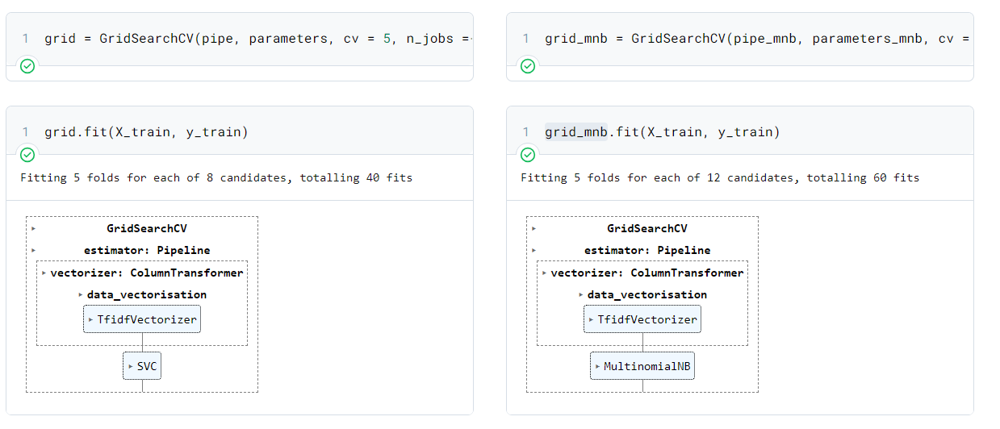 1 grid = GridSearchCV(pipe, parameters, cv = 5, n_jobs =
1 grid.fit(X_train, y_train)
Fitting 5 folds for each of 8 candidates, totalling 40 fits
GridSearchCV
estimator: Pipeline
vectorizer: ColumnTransformer
data_vectorisation
TfidfVectorizer
SVC
1 grid_mnb = GridSearchCV(pipe_mnb, parameters_mnb, cv =
1 grid_mnb.fit(X_train, y_train)
Fitting 5 folds for each of 12 candidates, totalling 60 fits
GridSearchCV
estimator: Pipeline
vectorizer: ColumnTransformer
data_vectorisation
TfidfVectorizer
MultinomialNB